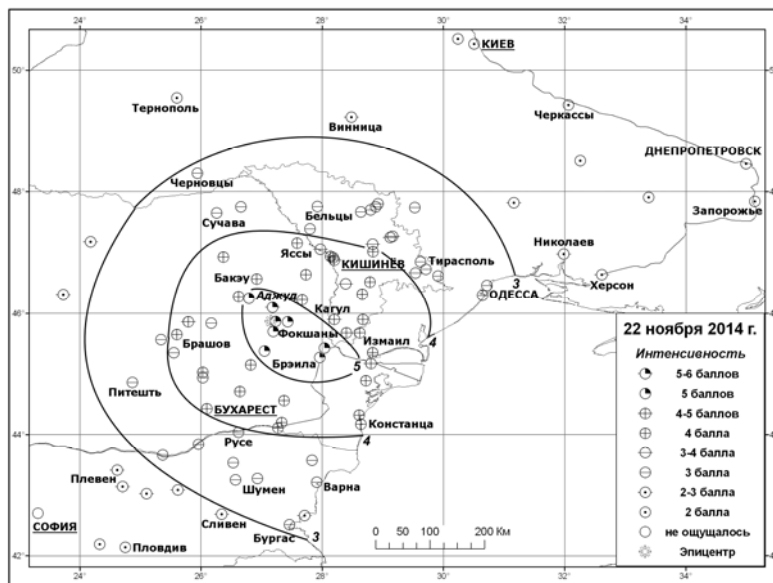 24°
26°
28°
30°
32°
34°
50°
КИЕВ
Тернополь
Винница
Черкассы
ДНЕПРОПЕТРОВСК
48°
Черновцы
Запорожье
Сучава
Бельцы
Николаев
Яссы
КИШИНЁВ
Тирасполь
3
Херсон
Бакэу
Аджуд
ОДЕССА
Кагул
46°
Фокшаны
Измаил
4
Брашов
Брэила
5
Питешть
БУХАРЕСТ
Констанца
44°
Русе
4
Плевен
Шумен
Варна
СОФИЯ
Сливен
Бургас
3
Пловдив
42°
0 100 200 Км
22 ноября 2014 г.
Интенсивность
5-6 баллов
5 баллов
4-5 баллов
4 балла
3-4 балла
3 балла
2-3 балла
2 балла
не ощущалось
Эпицентр